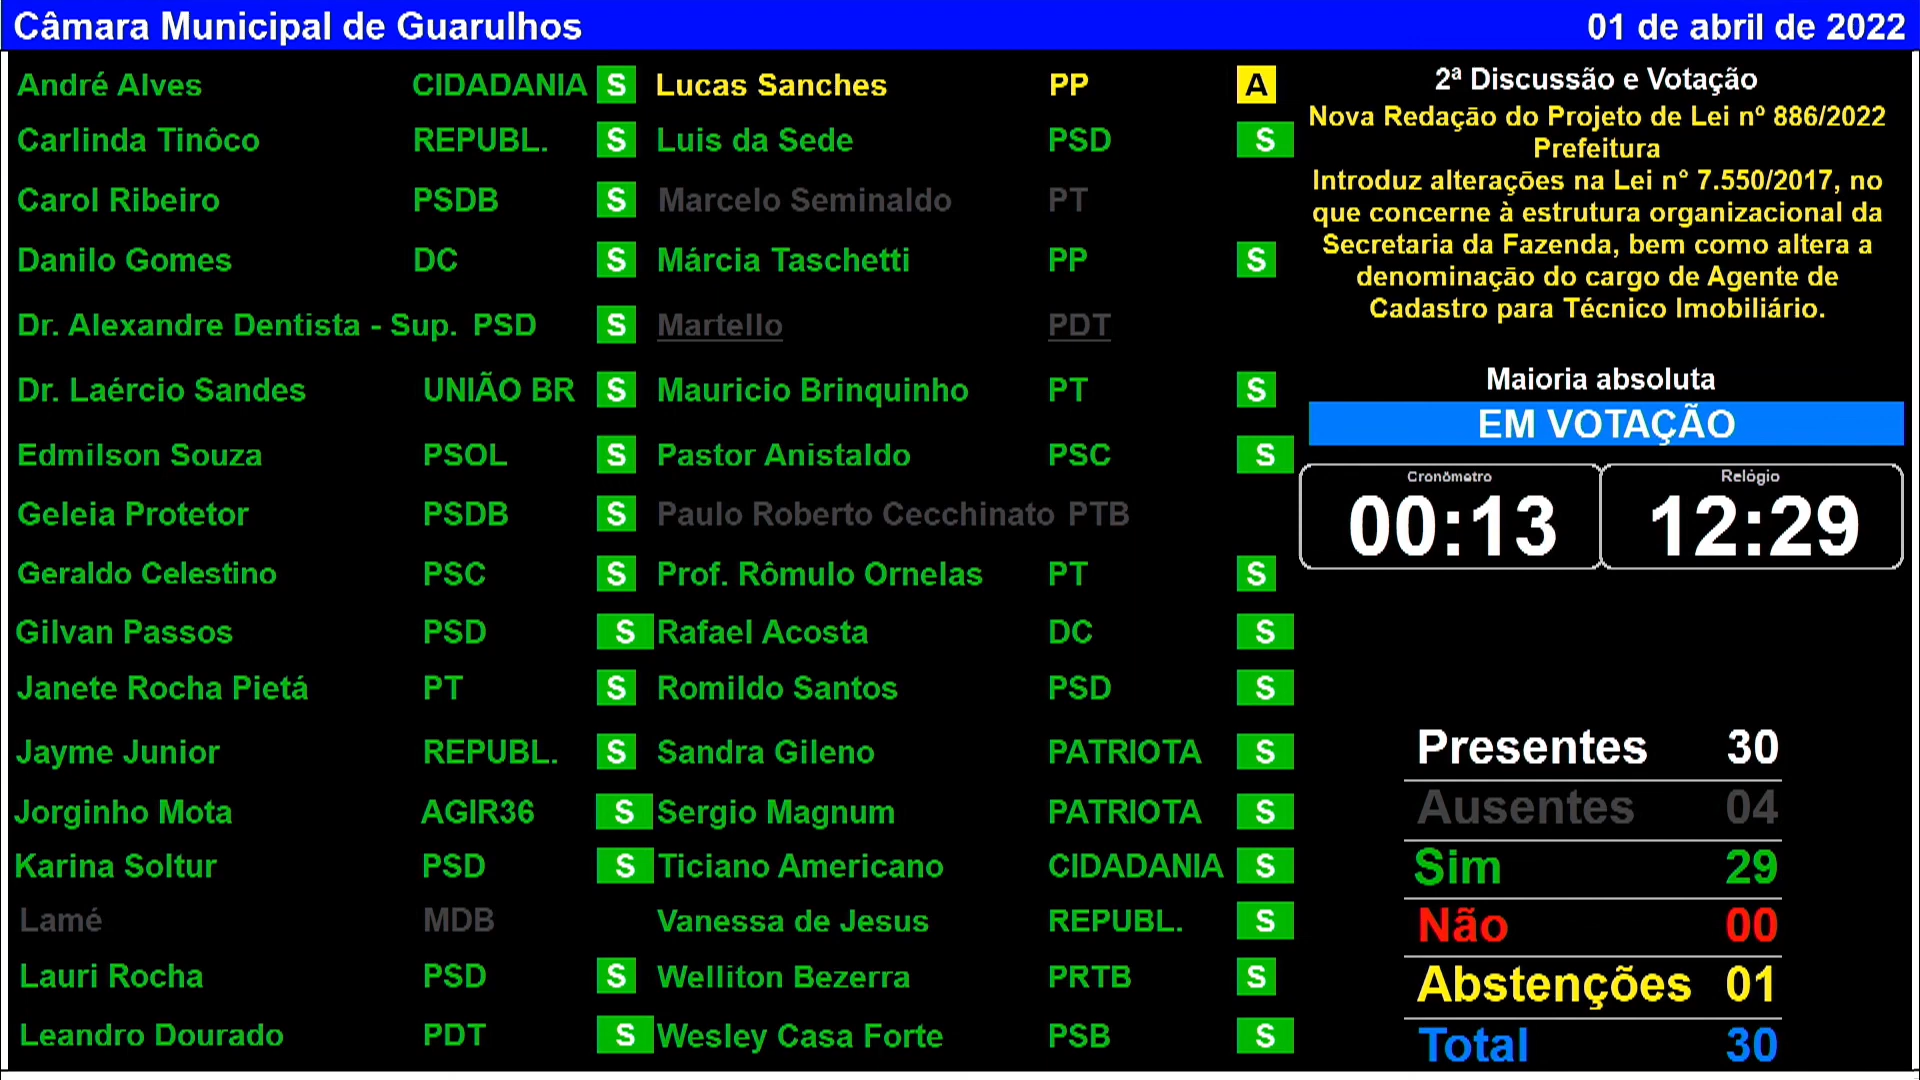 Câmara Municipal de Guarulhos 01 de abril de 2022
André Alves CIDADANIA S
Carlinda Tinôco REPUBL. S
Carol Ribeiro PSDB S
Danilo Gomes DC S
Dr. Alexandre Dentista - Sup. PSD S
Dr. Laércio Sandes UNIÃO BR S
Edmilson Souza PSOL S
Geleia Protetor PSDB S
Geraldo Celestino PSC S
Gilvan Passos PSD S
Janete Rocha Pietá PT S
Jayme Junior REPUBL. S
Jorginho Mota AGIR36 S
Karina Soltur PSD S
Lamé MDB
Lauri Rocha PSD S
Leandro Dourado PDT S
Lucas Sanches PP A
Luis da Sede PSD S
Marcelo Seminaldo PT
Márcia Taschetti PP S
Martello PDT
Mauricio Brinquinho PT S
Pastor Anistaldo PSC S
Paulo Roberto Cecchinato PTB
Prof. Rômulo Ornelas PT S
Rafael Acosta DC S
Romildo Santos PSD S
Sandra Gileno PATRIOTA S
Sergio Magnum PATRIOTA S
Ticiano Americano CIDADANIA S
Vanessa de Jesus REPUBL. S
Welliton Bezerra PRTB S
Wesley Casa Forte PSB S
2ª Discussão e Votação
Nova Redação do Projeto de Lei nº 886/2022
Prefeitura
Introduz alterações na Lei n° 7.550/2017, no
que concerne à estrutura organizacional da
Secretaria da Fazenda, bem como altera a
denominação do cargo de Agente de
Cadastro para Técnico Imobiliário.
Maioria absoluta
EM VOTAÇÃO
Cronômetro Relógio
00:13 12:29
Presentes 30
Ausentes 04
Sim 29
Não 00
Abstenções 01
Total 30